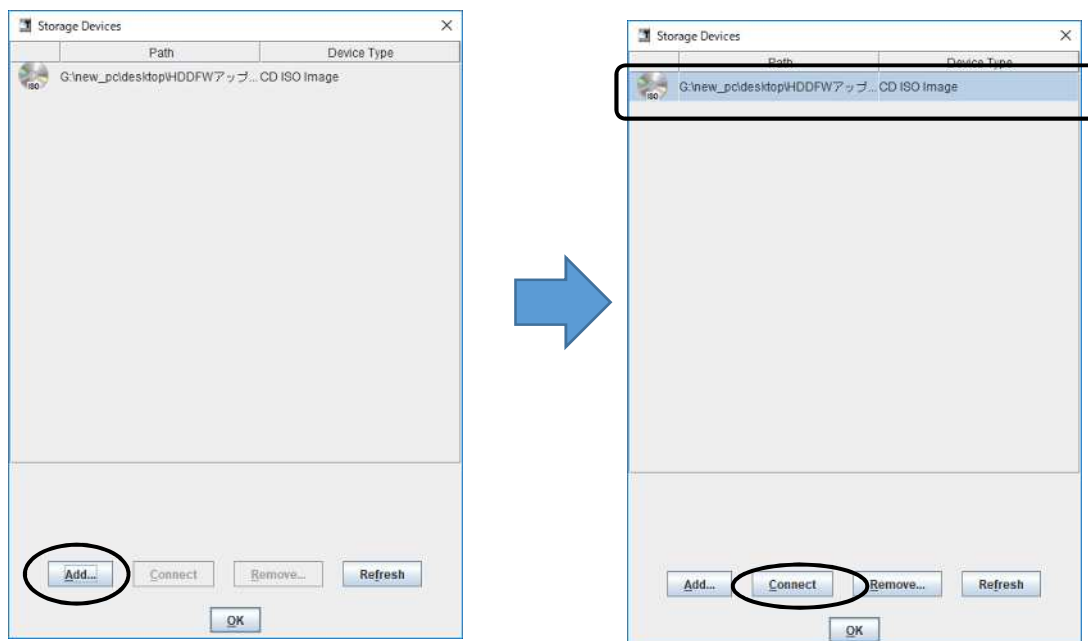 Storage Devices
Path Device Type
G:\new_pc\desktop\HDDFWアップ... CD ISO Image
ISO
Add... Connect Remove... Refresh
OK
Storage Devices
Path Device Type
G:\new_pc\desktop\HDDFWアップ... CD ISO Image
ISO
Add... Connect Remove... Refresh
OK